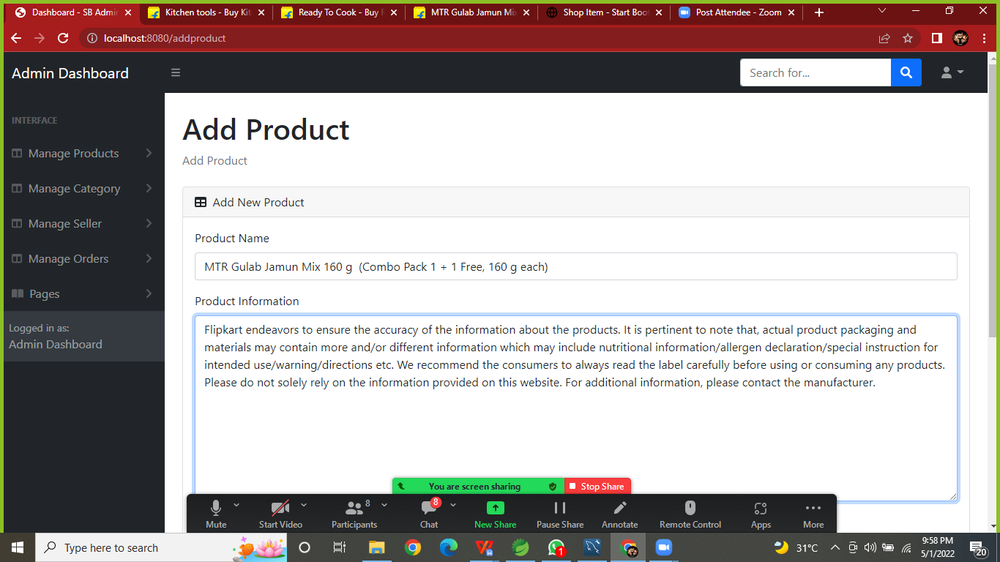 Dashboard - SB Admin
Kitchen tools - Buy Kit
Ready To Cook - Buy F
MTR Gulab Jamun Mix
Shop Item - Start Boot
Post Attendee - Zoom
localhost:8080/addproduct
Admin Dashboard
Search for...
INTERFACE
Manage Products
Manage Category
Manage Seller
Manage Orders
Pages
Logged in as:
Admin Dashboard
Add Product
Add Product
Add New Product
Product Name
MTR Gulab Jamun Mix 160 g  (Combo Pack 1 + 1 Free, 160 g each)
Product Information
Flipkart endeavors to ensure the accuracy of the information about the products. It is pertinent to note that, actual product packaging and
materials may contain more and/or different information which may include nutritional information/allergen declaration/special instruction for
intended use/warning/directions etc. We recommend the consumers to always read the label carefully before using or consuming any products.
Please do not solely rely on the information provided on this website. For additional information, please contact the manufacturer.
You are screen sharing
Stop Share
8
8
Mute
Start Video
Participants
Chat
New Share
Pause Share
Annotate
Remote Control
Apps
More
Type here to search
1
31°C
9:58 PM
5/1/2022
20